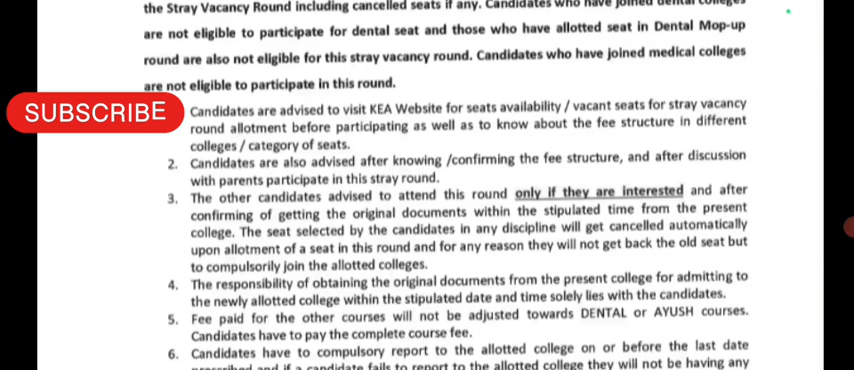 the Stray Vacancy Round including cancelled seats if any. Candidates who have joined dental colleges
are not eligible to participate for dental seat and those who have allotted seat in Dental Mop-up
round are also not eligible for this stray vacancy round. Candidates who have joined medical colleges
are not eligible to participate in this round.
SUBSCRIBE
Candidates are advised to visit KEA Website for seats availability / vacant seats for stray vacancy
round allotment before participating as well as to know about the fee structure in different
colleges / category of seats.
2. Candidates are also advised after knowing /confirming the fee structure, and after discussion
with parents participate in this stray round.
3. The other candidates advised to attend this round only if they are interested and after
confirming of getting the original documents within the stipulated time from the present
college. The seat selected by the candidates in any discipline will get cancelled automatically
upon allotment of a seat in this round and for any reason they will not get back the old seat but
to compulsorily join the allotted colleges.
4. The responsibility of obtaining the original documents from the present college for admitting to
the newly allotted college within the stipulated date and time solely lies with the candidates.
5. Fee paid for the other courses will not be adjusted towards DENTAL or AYUSH courses.
Candidates have to pay the complete course fee.
6. Candidates have to compulsory report to the allotted college on or before the last date
prescribed and if a candidate fails to report to the allotted college they will not be having any